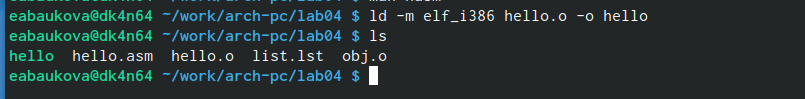 eabaukova@dk4n64 ~/work/arch-pc/lab04 $ ld -m elf_i386 hello.o -o hello
eabaukova@dk4n64 ~/work/arch-pc/lab04 $ ls
hello  hello.asm  hello.o  list.lst  obj.o
eabaukova@dk4n64 ~/work/arch-pc/lab04 $